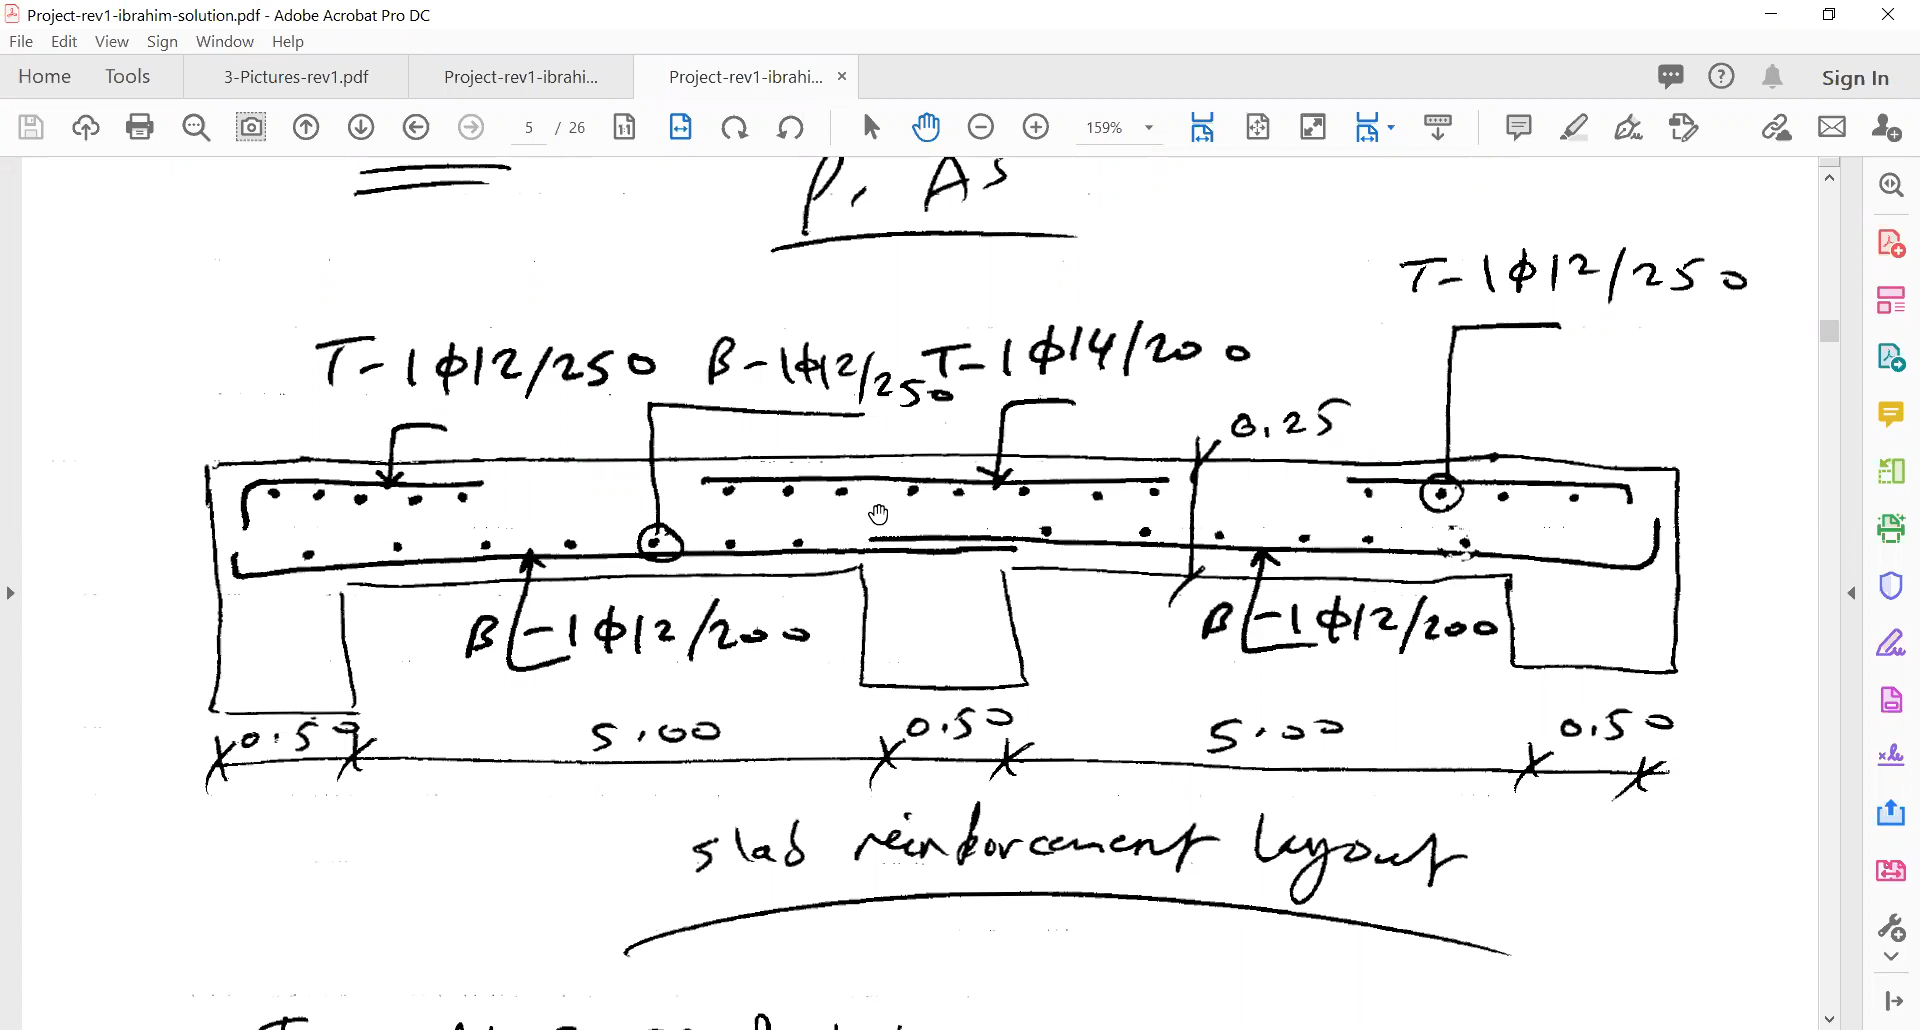 Project-rev1-ibrahim-solution.pdf - Adobe Acrobat Pro DC
File Edit View Sign Window Help
Home Tools 3-Pictures-rev1.pdf Project-rev1-ibrahi... Project-rev1-ibrahi... × Sign In
5 / 26 159%
ρ, As
T-1ϕ12/250
T-1ϕ12/250 B-1ϕ12/250 T-1ϕ14/200
0.25
B-1ϕ12/200 B-1ϕ12/200
0.50 5.00 0.50 5.00 0.50
slab reinforcement layout